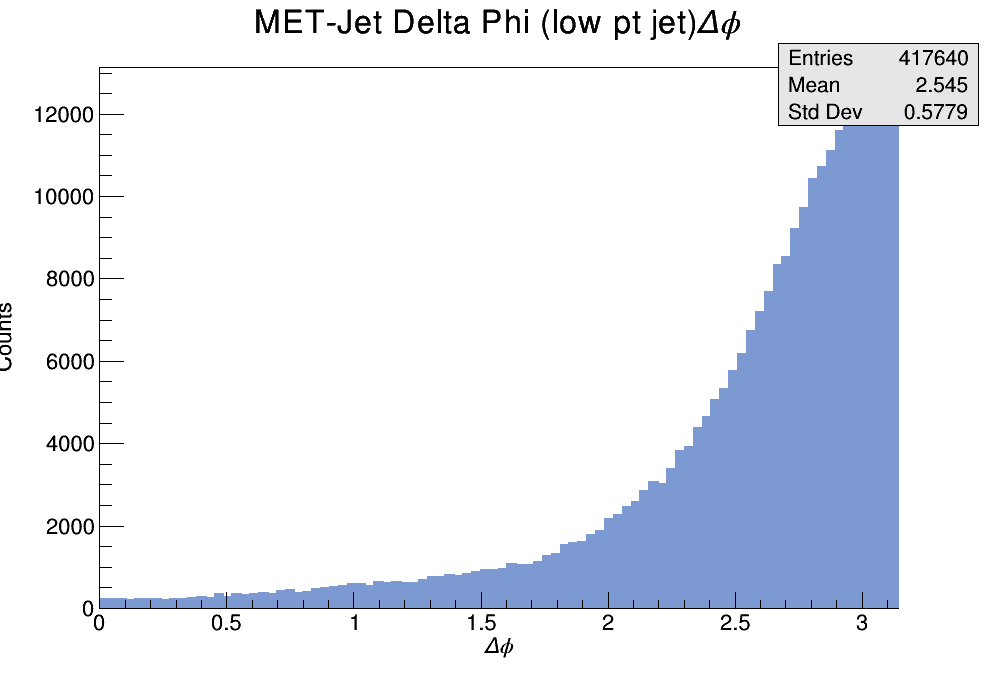 MET-Jet Delta Phi (low pt jet)Δϕ
Entries 417640
Mean 2.545
Std Dev 0.5779
12000
10000
8000
6000
4000
2000
0
Counts
0 0.5 1 1.5 2 2.5 3
Δϕ